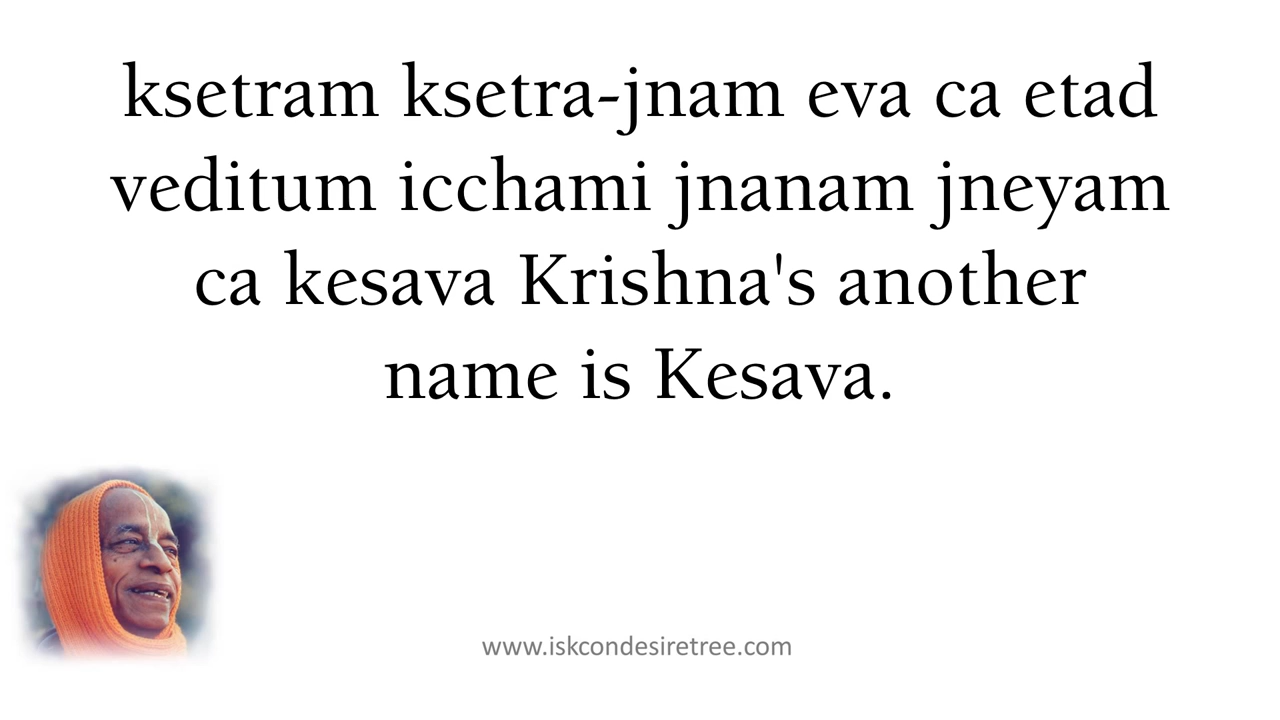 ksetram ksetra-jnam eva ca etad
veditum icchami jnanam jneyam
ca kesava Krishna's another
name is Kesava.
www.iskcondesiretree.com